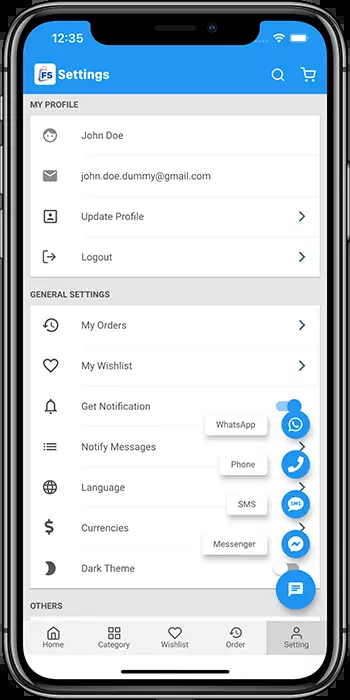 12:35
FS Settings
MY PROFILE
John Doe
john.doe.dummy@gmail.com
Update Profile
Logout
GENERAL SETTINGS
My Orders
My Wishlist
Get Notification
WhatsApp
Notify Messages
Phone
Language
SMS
SMS
$ Currencies
Messenger
Dark Theme
OTHERS
Home Category Wishlist Order Setting